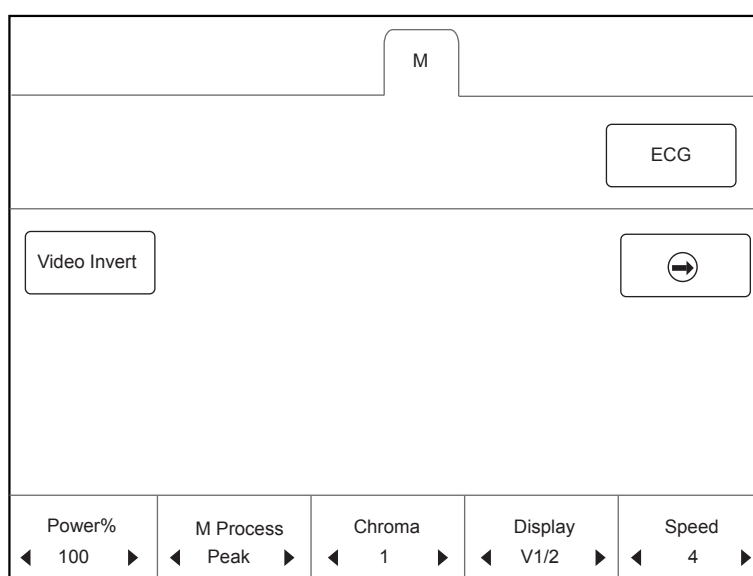 M
ECG
Video Invert
Power%
M Process
Chroma
Display
Speed
100
Peak
1
V1/2
4